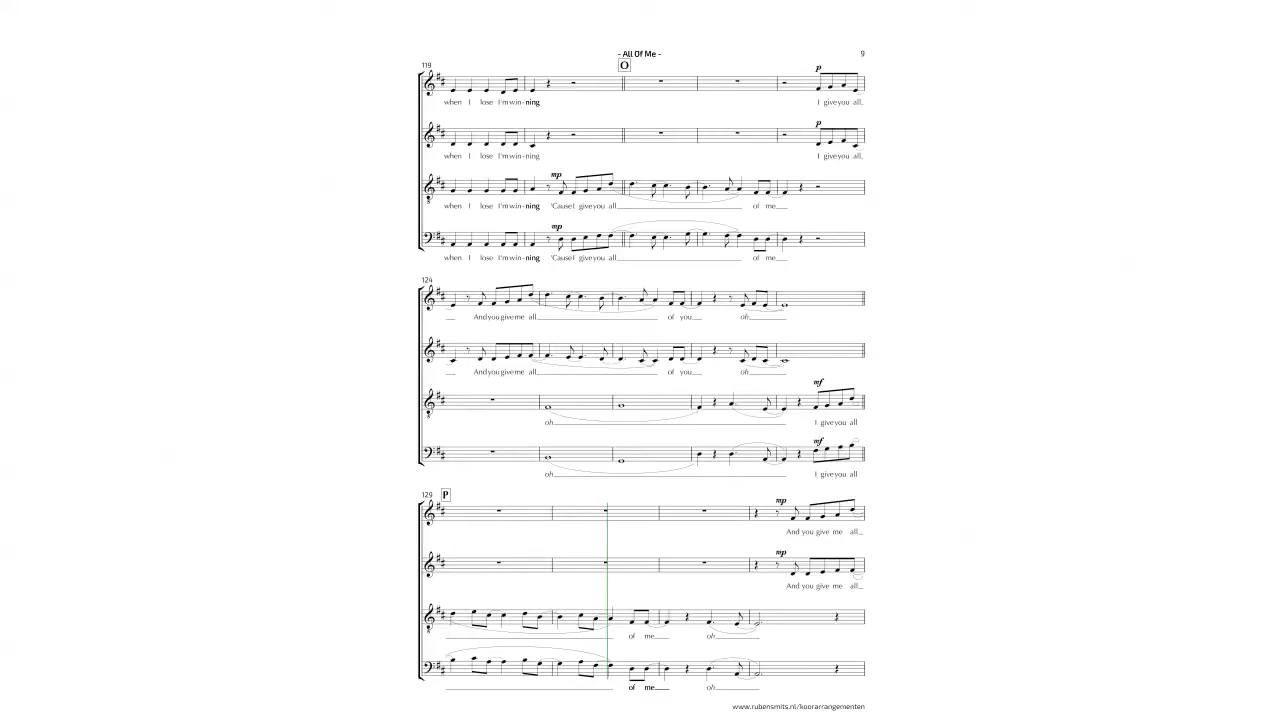 - All Of Me -
9
119
O
p
when I lose I'm win-ning I give you all
p
when I lose I'm win-ning I give you all
mp
when I lose I'm win-ning 'Cause I give you all of me
mp
when I lose I'm win-ning 'Cause I give you all of me
124
And you give me all of you oh
And you give me all of you oh
mf
oh I give you all
mf
oh I give you all
129
P
mp
And you give me all
mp
And you give me all
of me oh
of me oh
www.rubensmits.nl/koorarrangementen